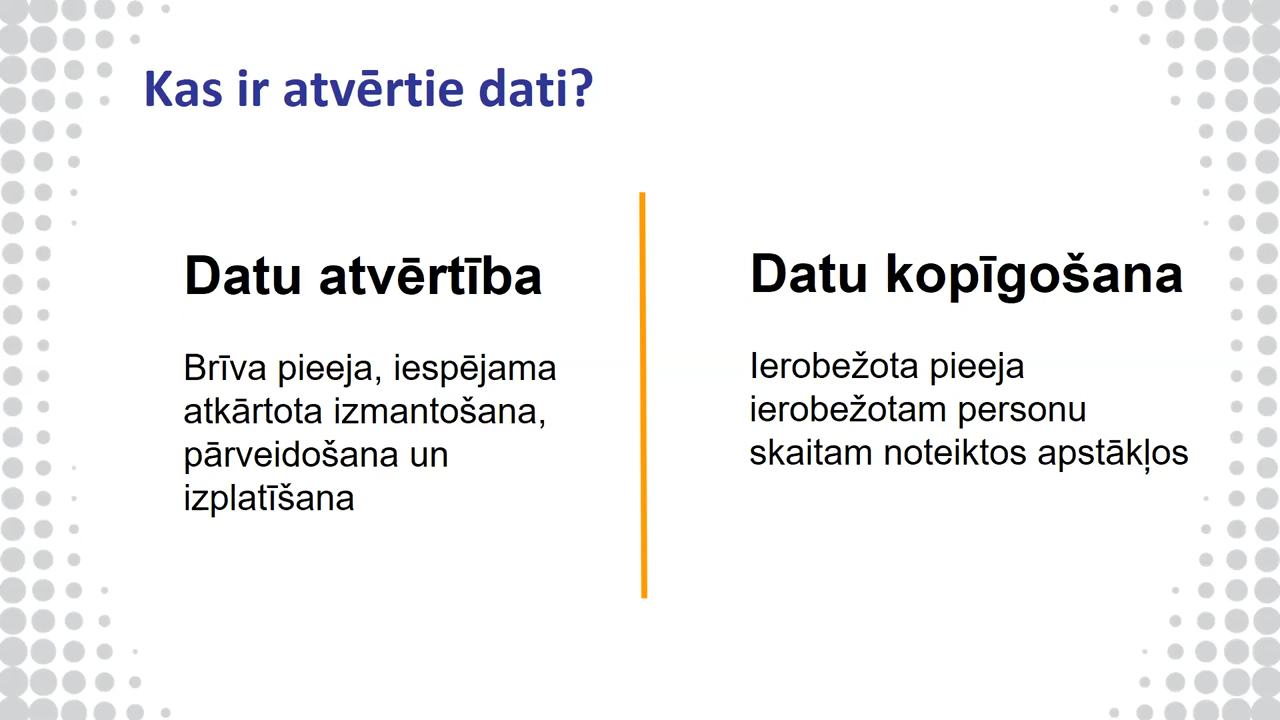 Kas ir atvērtie dati?
Datu atvērtība
Brīva pieeja, iespējama
atkārtota izmantošana,
pārveidošana un
izplatīšana
Datu kopīgošana
Ierobežota pieeja
ierobežotam personu
skaitam noteiktos apstākļos